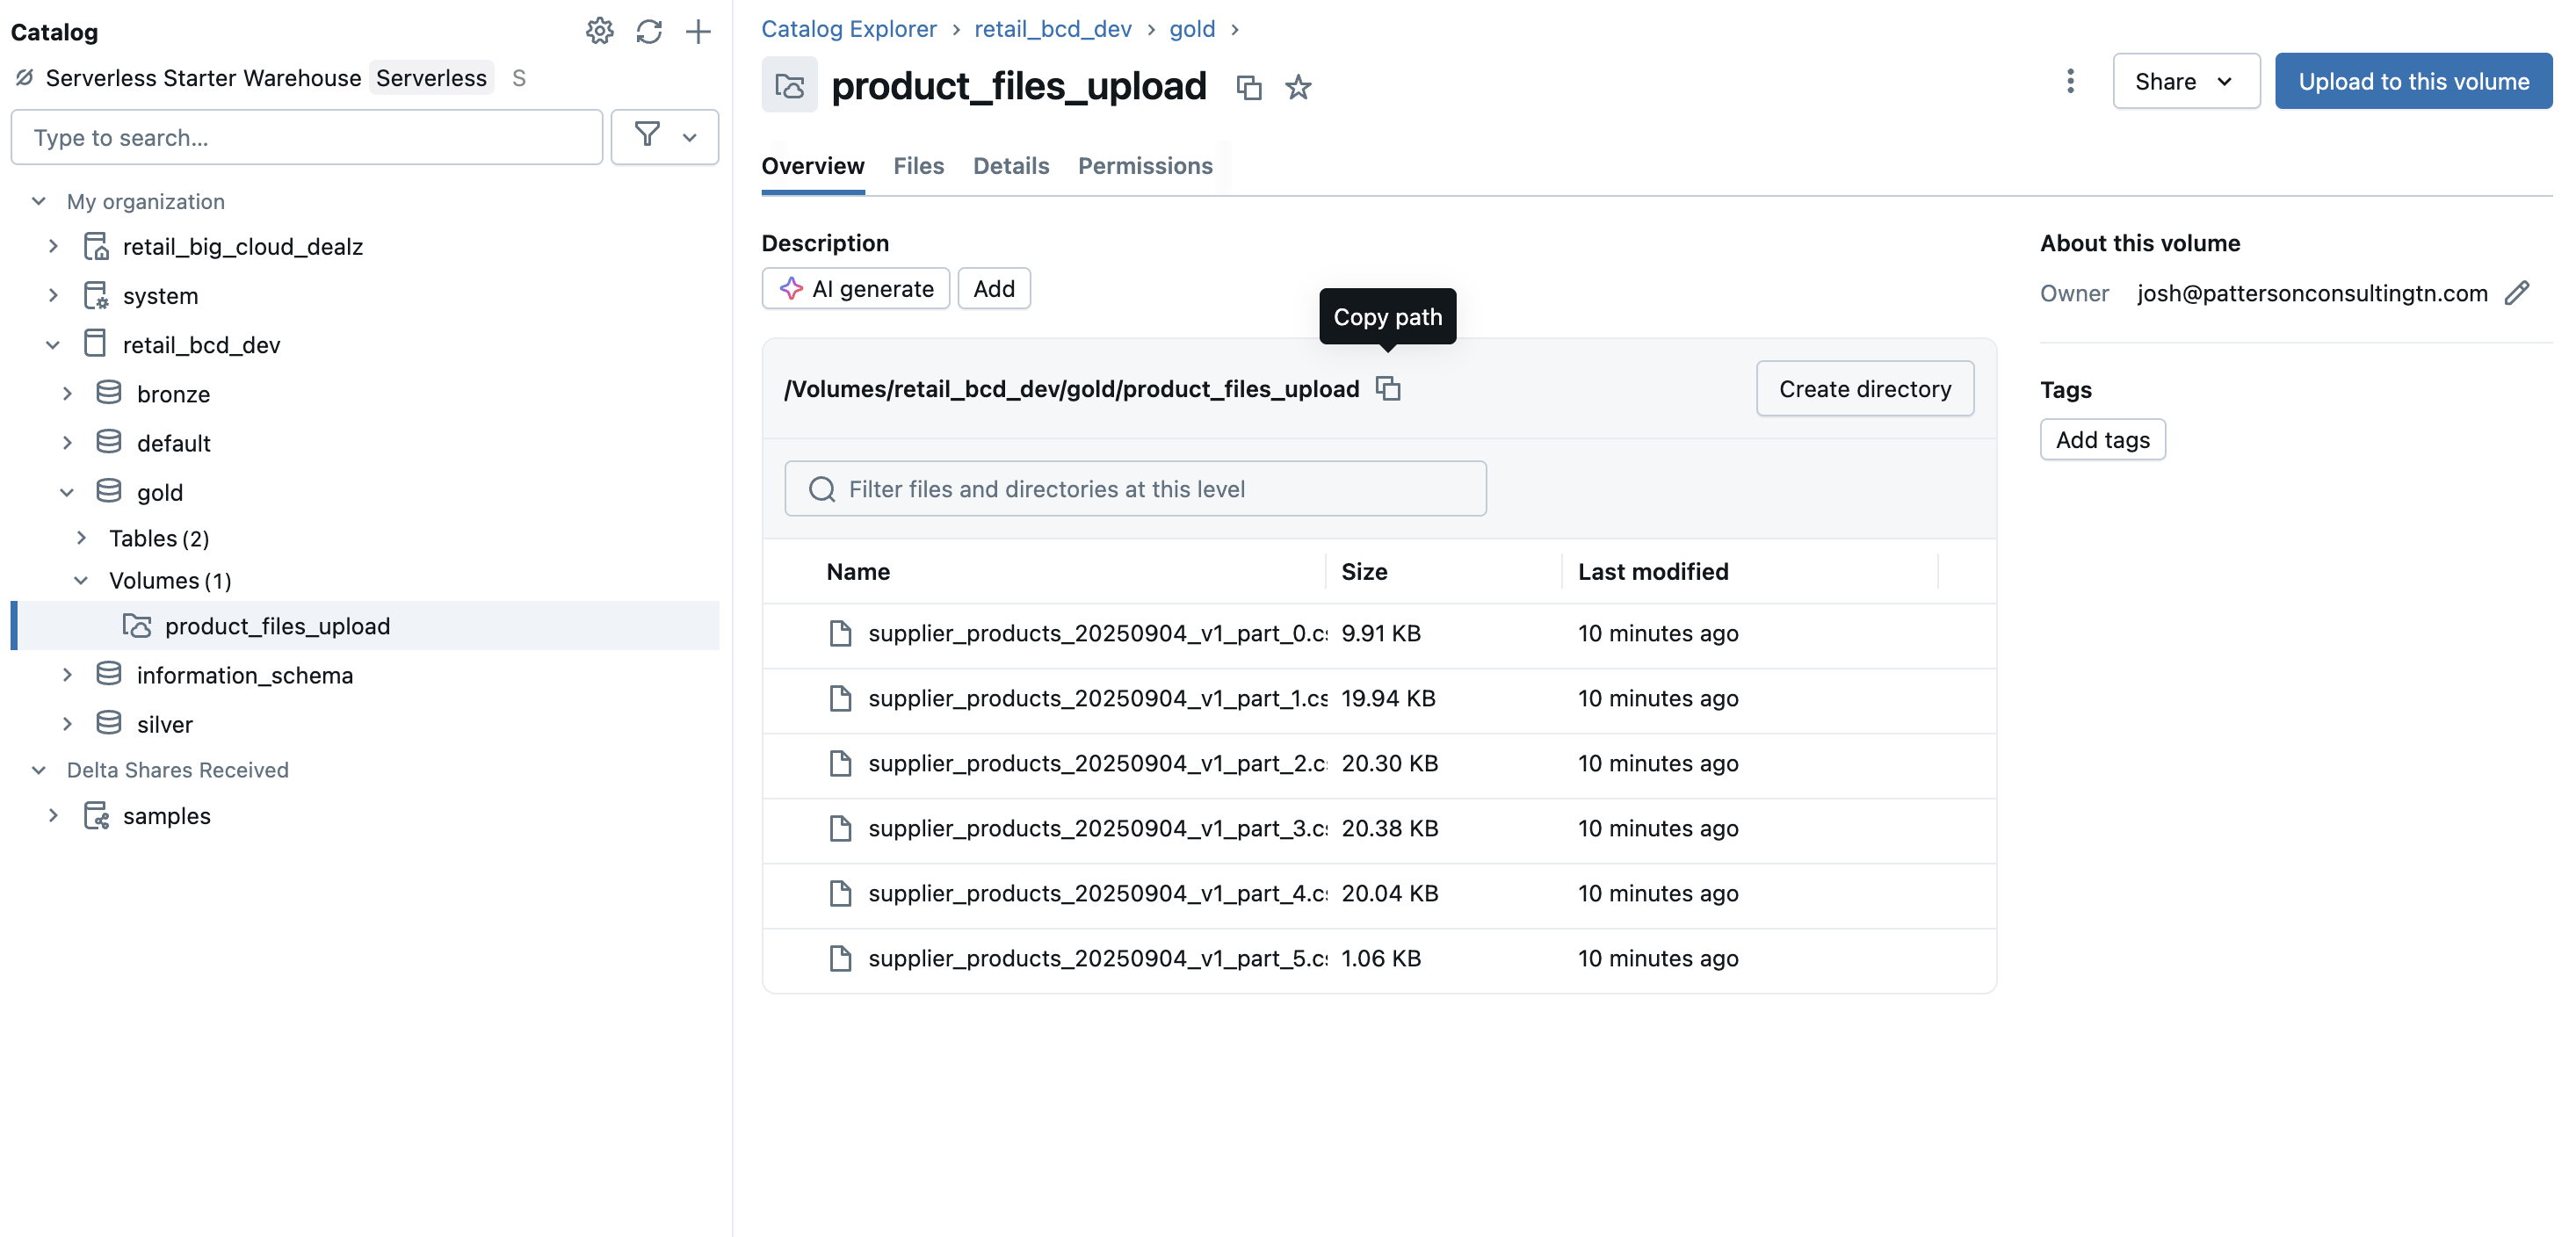 Catalog
Serverless Starter Warehouse Serverless S
Type to search...
My organization
retail_big_cloud_dealz
system
retail_bcd_dev
bronze
default
gold
Tables (2)
Volumes (1)
product_files_upload
information_schema
silver
Delta Shares Received
samples
Catalog Explorer > retail_bcd_dev > gold >
product_files_upload
Share
Upload to this volume
Overview Files Details Permissions
Description
AI generate Add
Copy path
/Volumes/retail_bcd_dev/gold/product_files_upload
Create directory
Filter files and directories at this level
Name Size Last modified
supplier_products_20250904_v1_part_0.cs 9.91 KB 10 minutes ago
supplier_products_20250904_v1_part_1.cs 19.94 KB 10 minutes ago
supplier_products_20250904_v1_part_2.cs 20.30 KB 10 minutes ago
supplier_products_20250904_v1_part_3.cs 20.38 KB 10 minutes ago
supplier_products_20250904_v1_part_4.cs 20.04 KB 10 minutes ago
supplier_products_20250904_v1_part_5.cs 1.06 KB 10 minutes ago
About this volume
Owner josh@pattersonconsultingtn.com
Tags
Add tags